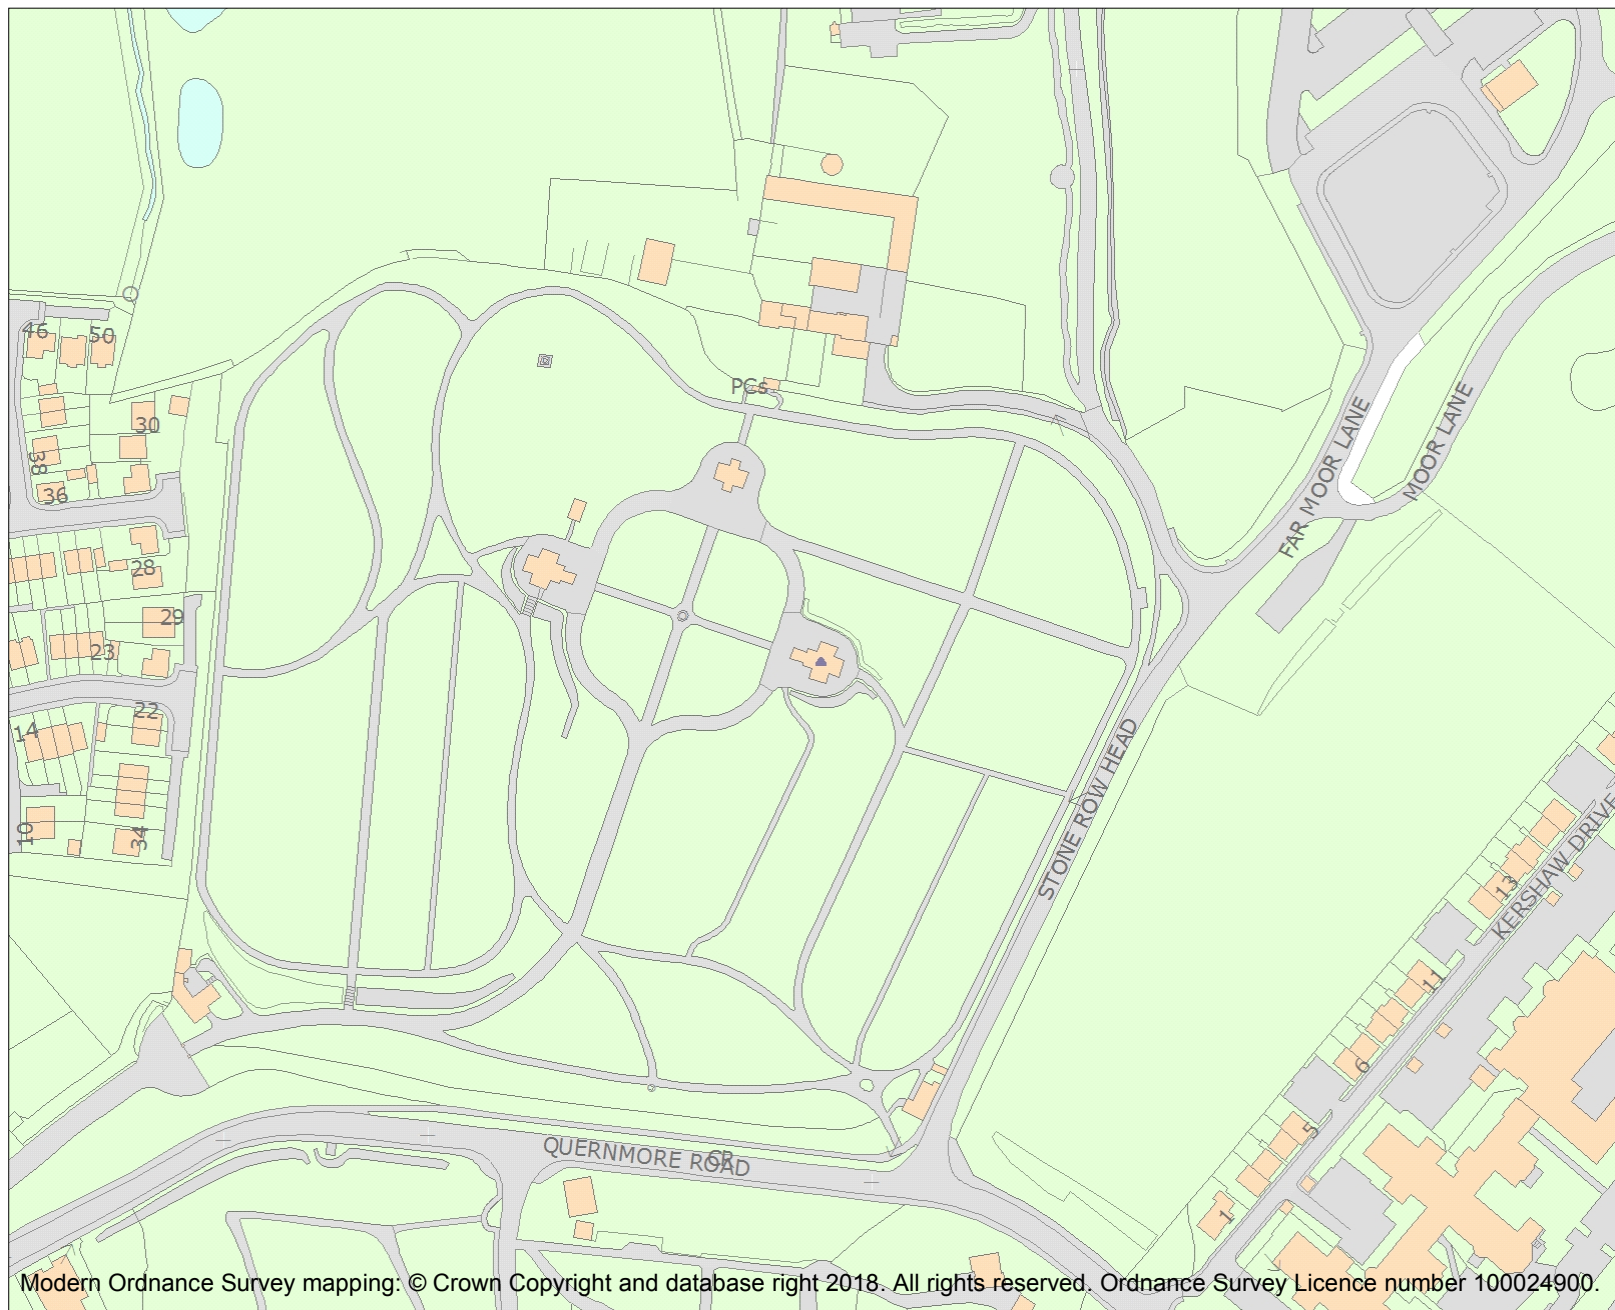 46
50
PCs
30
38
36
FAR MOOR LANE
MOOR LANE
28
29
23
22
14
10
34
STONE ROW HEAD
13
KERSHAW DRIVE
11
6
5
QUERNMORE ROAD
CR
1
Modern Ordnance Survey mapping: © Crown Copyright and database right 2018. All rights reserved. Ordnance Survey Licence number 100024900.